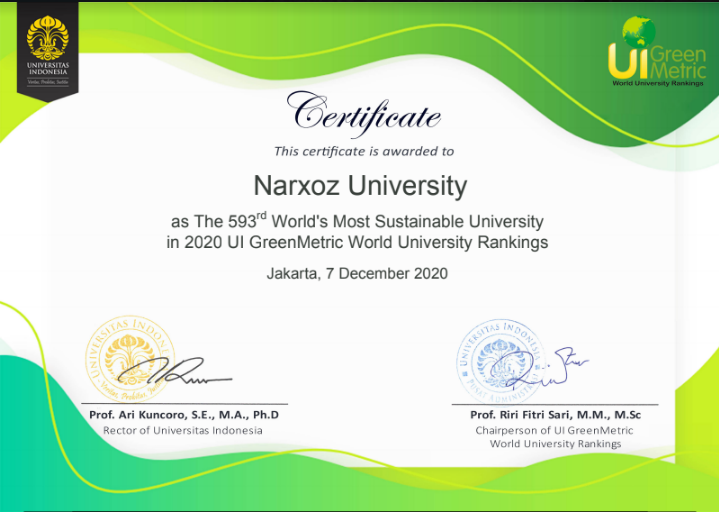 UNIVERSITAS
INDONESIA
Veritas, Probitas, Iustitia
UI Green
Metric
World University Rankings
Certificate
This certificate is awarded to
Narxoz University
as The 593rd World's Most Sustainable University
in 2020 UI GreenMetric World University Rankings
Jakarta, 7 December 2020
UNIVERSITAS INDONESIA
UNIVERSITAS INDONESIA
Prof. Ari Kuncoro, S.E., M.A., Ph.D
Rector of Universitas Indonesia
Prof. Riri Fitri Sari, M.M., M.Sc
Chairperson of UI GreenMetric
World University Rankings